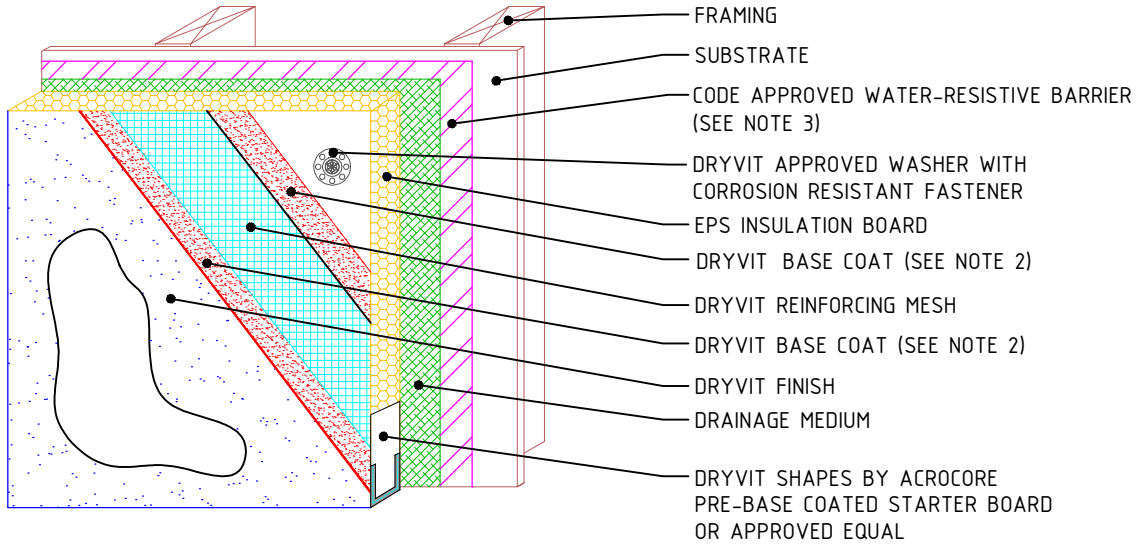 FRAMING
SUBSTRATE
CODE APPROVED WATER-RESISTIVE BARRIER
(SEE NOTE 3)
DRYVIT APPROVED WASHER WITH
CORROSION RESISTANT FASTENER
EPS INSULATION BOARD
DRYVIT BASE COAT (SEE NOTE 2)
DRYVIT REINFORCING MESH
DRYVIT BASE COAT (SEE NOTE 2)
DRYVIT FINISH
DRAINAGE MEDIUM
DRYVIT SHAPES BY ACROCORE
PRE-BASE COATED STARTER BOARD
OR APPROVED EQUAL